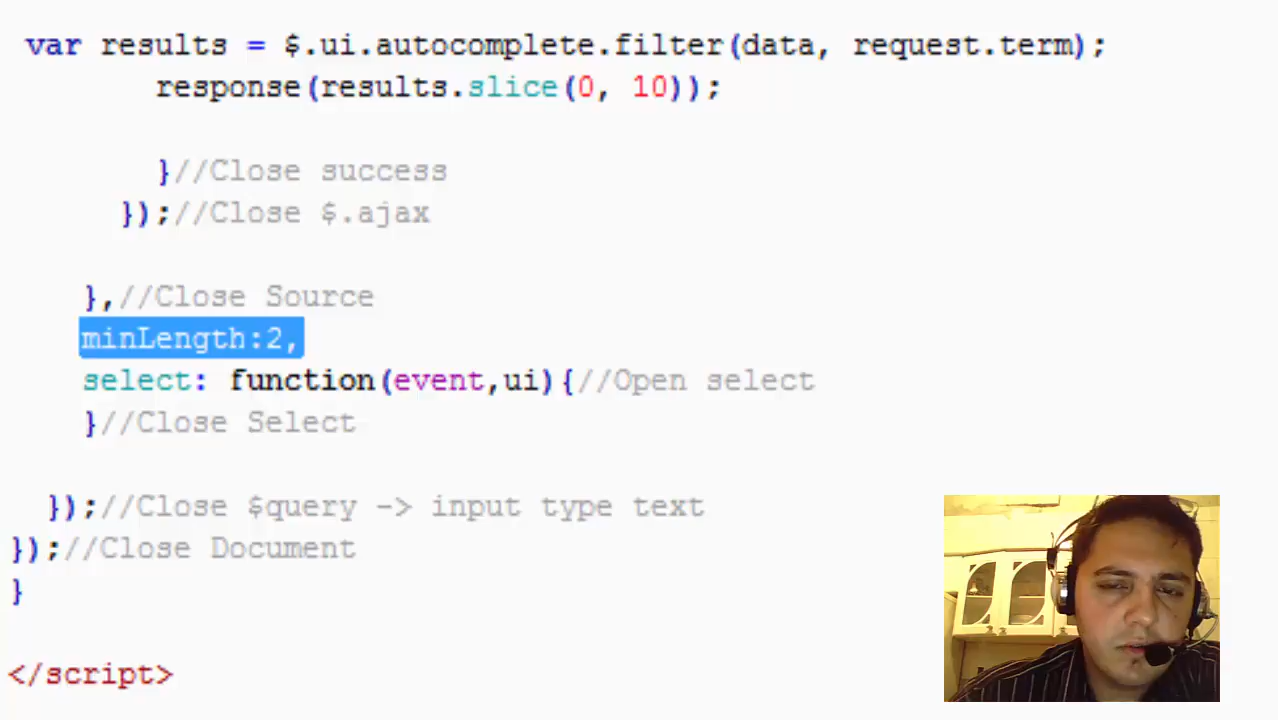 var results = $.ui.autocomplete.filter(data, request.term);
response(results.slice(0, 10));
}//Close success
});//Close $.ajax
},//Close Source
minLength:2,
select: function(event,ui){//Open select
}//Close Select
});//Close $query -> input type text
});//Close Document
}
</script>